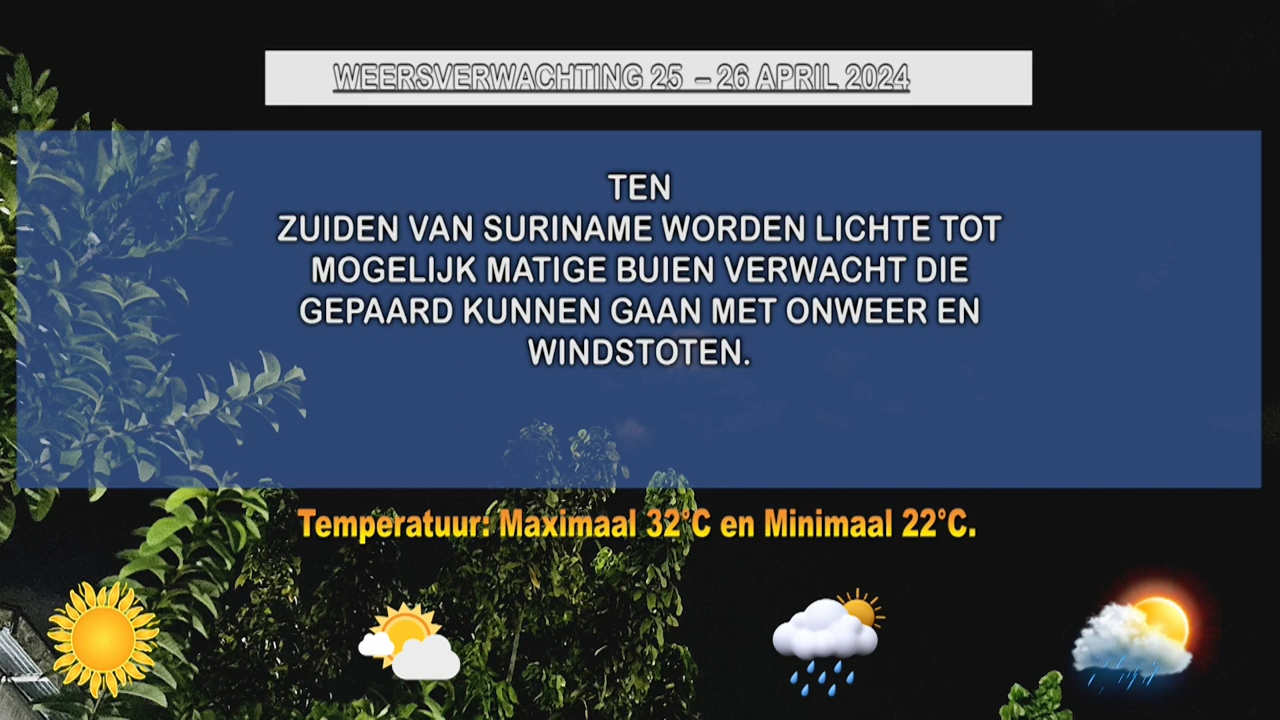 WEERSVERWACHTING 25 – 26 APRIL 2024
TEN
ZUIDEN VAN SURINAME WORDEN LICHTE TOT
MOGELIJK MATIGE BUIEN VERWACHT DIE
GEPAARD KUNNEN GAAN MET ONWEER EN
WINDSTOTEN.
Temperatuur: Maximaal 32°C en Minimaal 22°C.